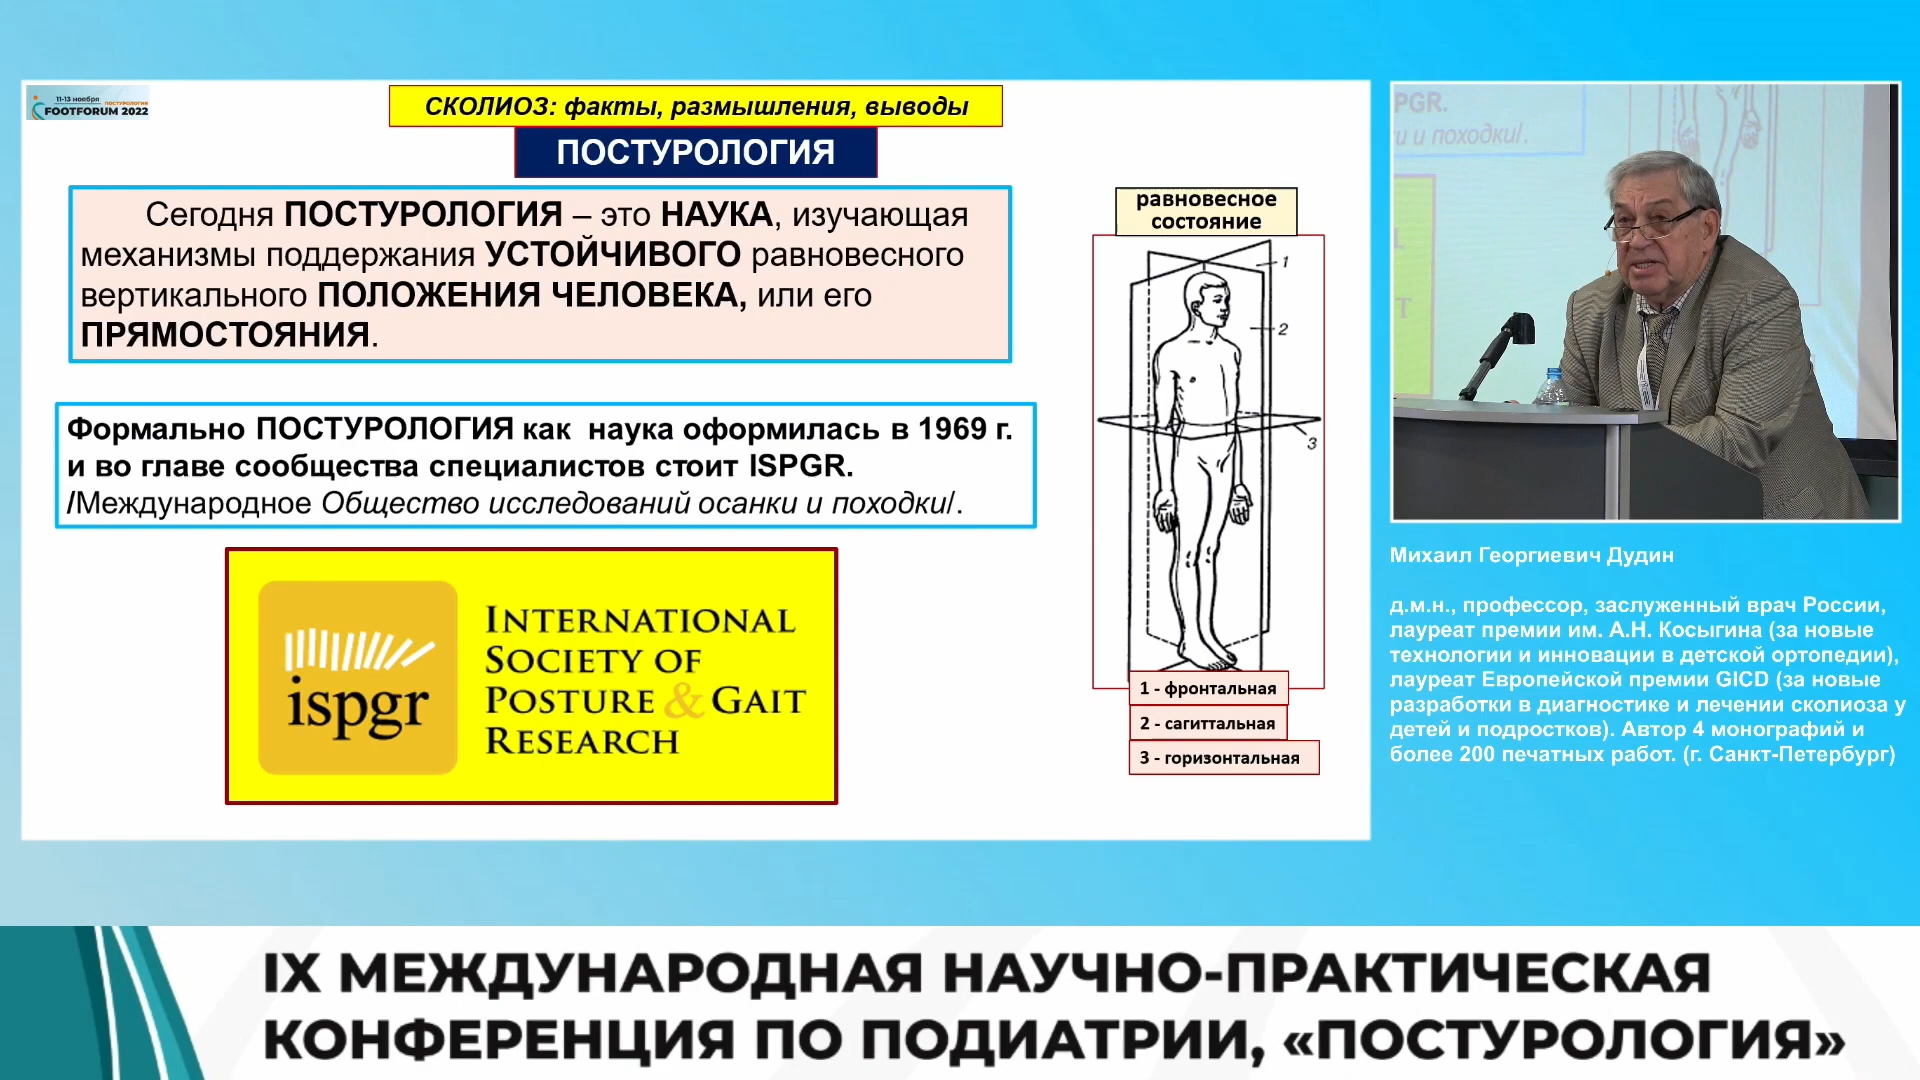 11-13 ноября
ПОСТУРОЛОГИЯ
FOOTFORUM 2022
СКОЛИОЗ: факты, размышления, выводы
ПОСТУРОЛОГИЯ
Сегодня ПОСТУРОЛОГИЯ – это НАУКА, изучающая
механизмы поддержания УСТОЙЧИВОГО равновесного
вертикального ПОЛОЖЕНИЯ ЧЕЛОВЕКА, или его
ПРЯМОСТОЯНИЯ.
Формально ПОСТУРОЛОГИЯ как наука оформилась в 1969 г.
и во главе сообщества специалистов стоит ISPGR.
/Международное Общество исследований осанки и походки/.
ispgr
INTERNATIONAL
SOCIETY OF
POSTURE & GAIT
RESEARCH
равновесное
состояние
1
2
3
1 - фронтальная
2 - сагиттальная
3 - горизонтальная
PGR.
и и походки/.
Михаил Георгиевич Дудин
д.м.н., профессор, заслуженный врач России,
лауреат премии им. А.Н. Косыгина (за новые
технологии и инновации в детской ортопедии),
лауреат Европейской премии GICD (за новые
разработки в диагностике и лечении сколиоза у
детей и подростков). Автор 4 монографий и
более 200 печатных работ. (г. Санкт-Петербург)
IX МЕЖДУНАРОДНАЯ НАУЧНО-ПРАКТИЧЕСКАЯ
КОНФЕРЕНЦИЯ ПО ПОДИАТРИИ, «ПОСТУРОЛОГИЯ»